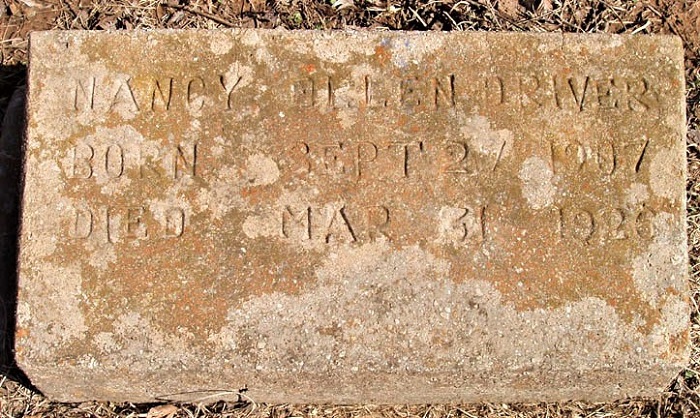 NANCY ELLEN DRIVER
BORN SEPT 27 1907
DIED MAR 31 1926